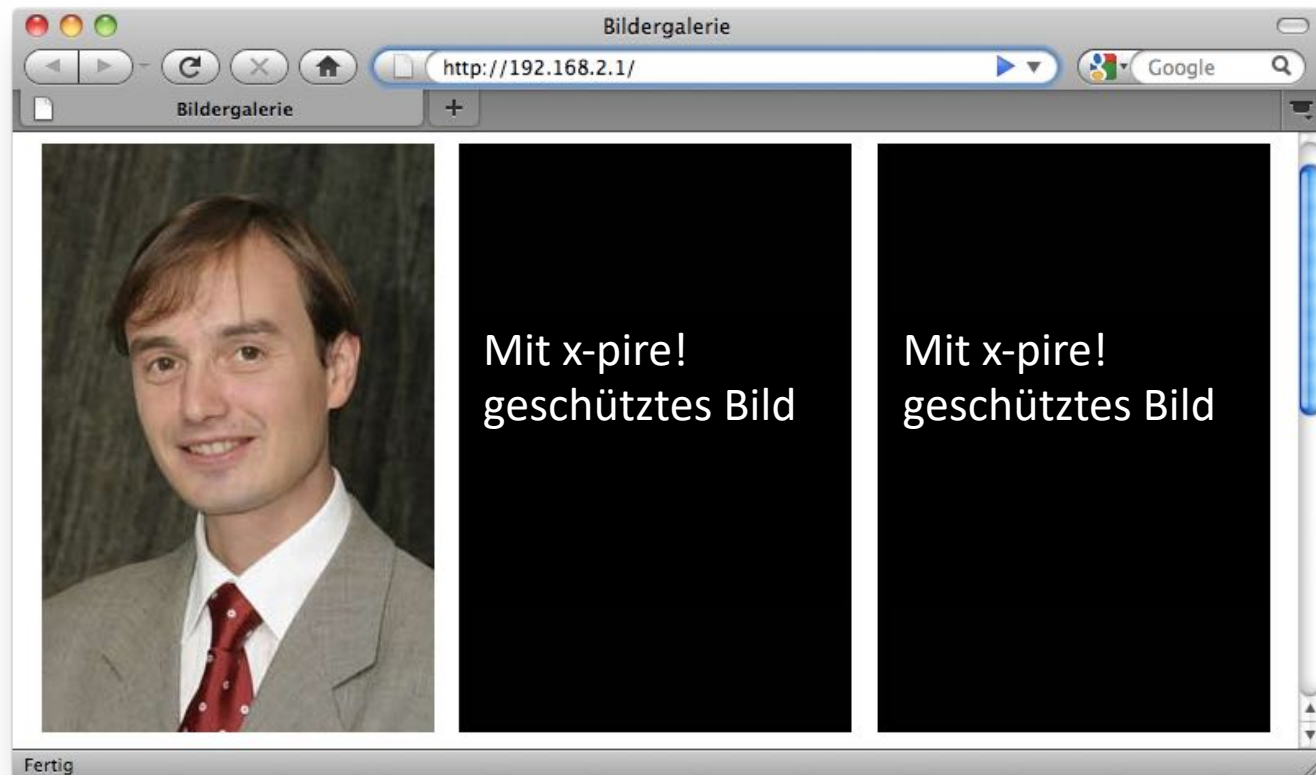 Bildergalerie
http://192.168.2.1/
Google
Bildergalerie
Mit x-pire!
geschütztes Bild
Mit x-pire!
geschütztes Bild
Fertig